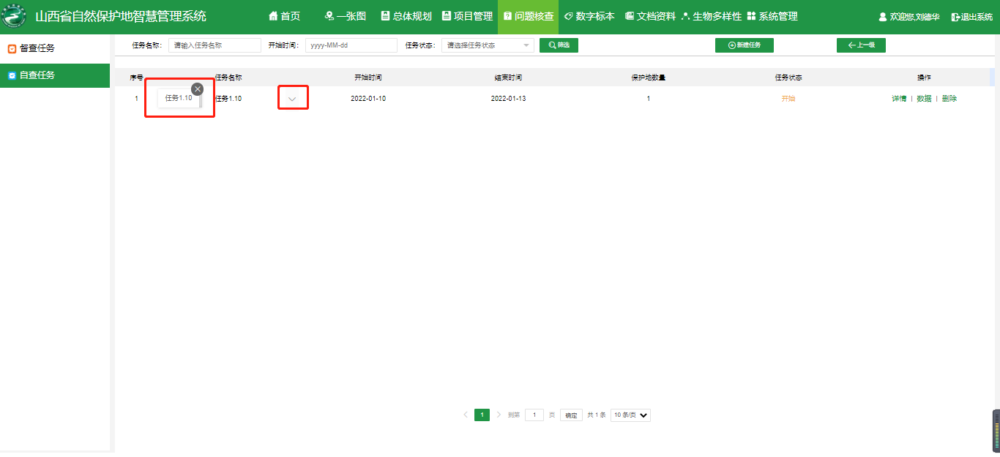 山西省自然保护地智慧管理系统 首页 一张图 总体规划 项目管理 问题核查 数字标本 文档资料 生物多样性 系统管理 欢迎您,刘德华 退出系统
督查任务
自查任务
任务名称： 请输入任务名称 开始时间： yyyy-MM-dd 任务状态： 请选择任务状态 筛选 新建任务 上一级
序号 任务名称 开始时间 结束时间 保护地数量 任务状态 操作
1 任务1.10 任务1.10 2022-01-10 2022-01-13 1 开始 详情 | 数据 | 删除
1 到第 1 页 确定 共 1 条 10 条/页